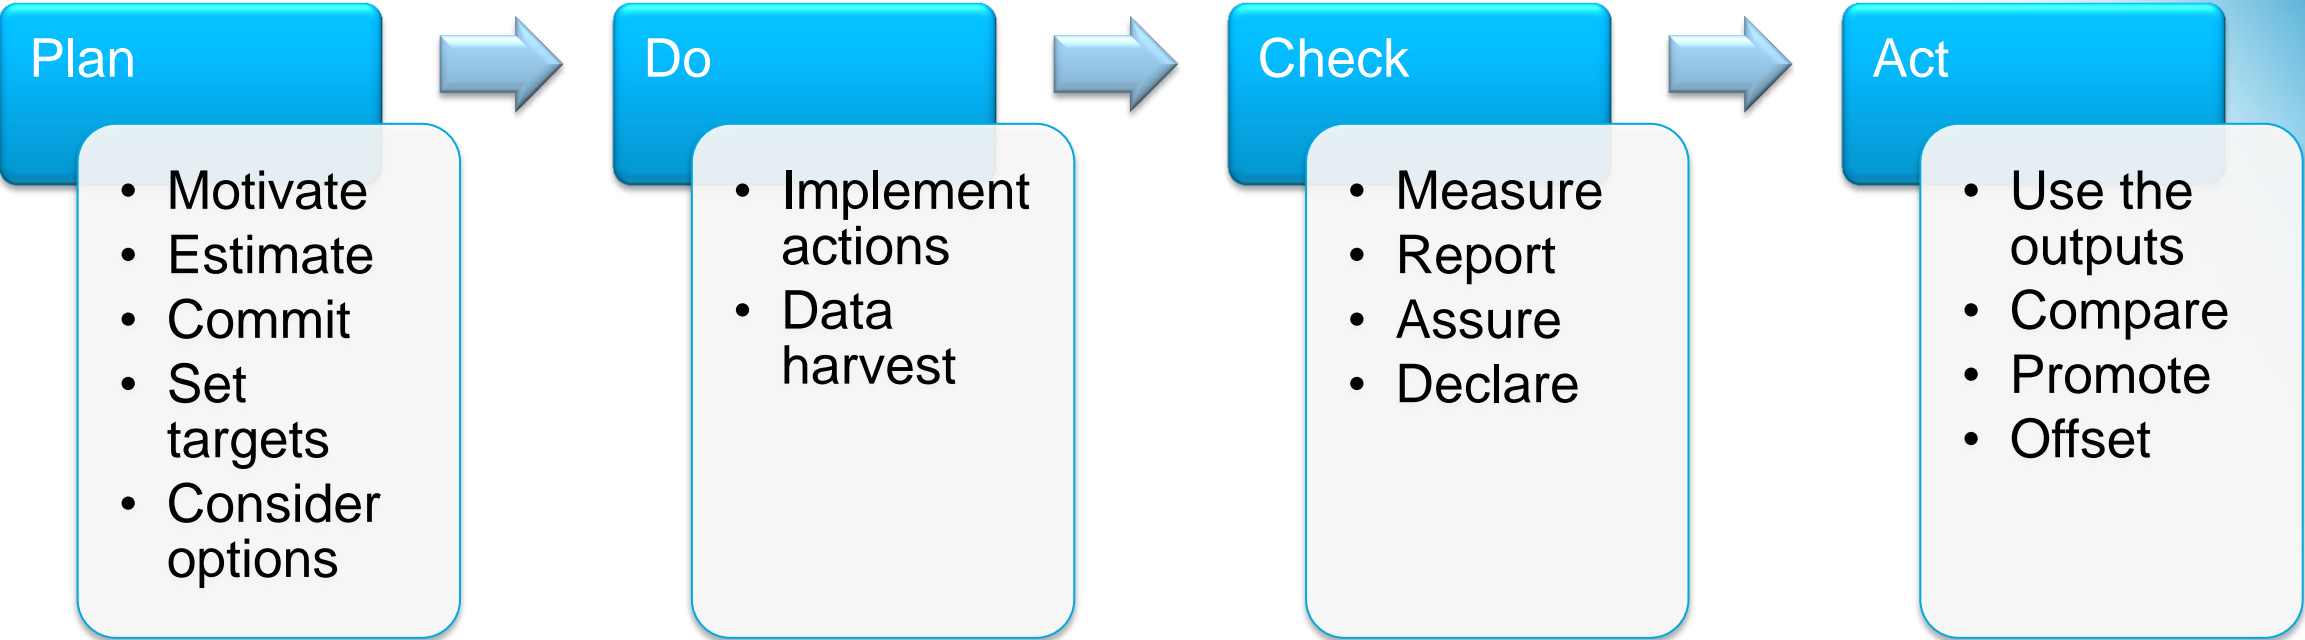 Plan
• Motivate
• Estimate
• Commit
• Set
targets
• Consider
options
Do
• Implement
actions
• Data
harvest
Check
• Measure
• Report
• Assure
• Declare
Act
• Use the
outputs
• Compare
• Promote
• Offset